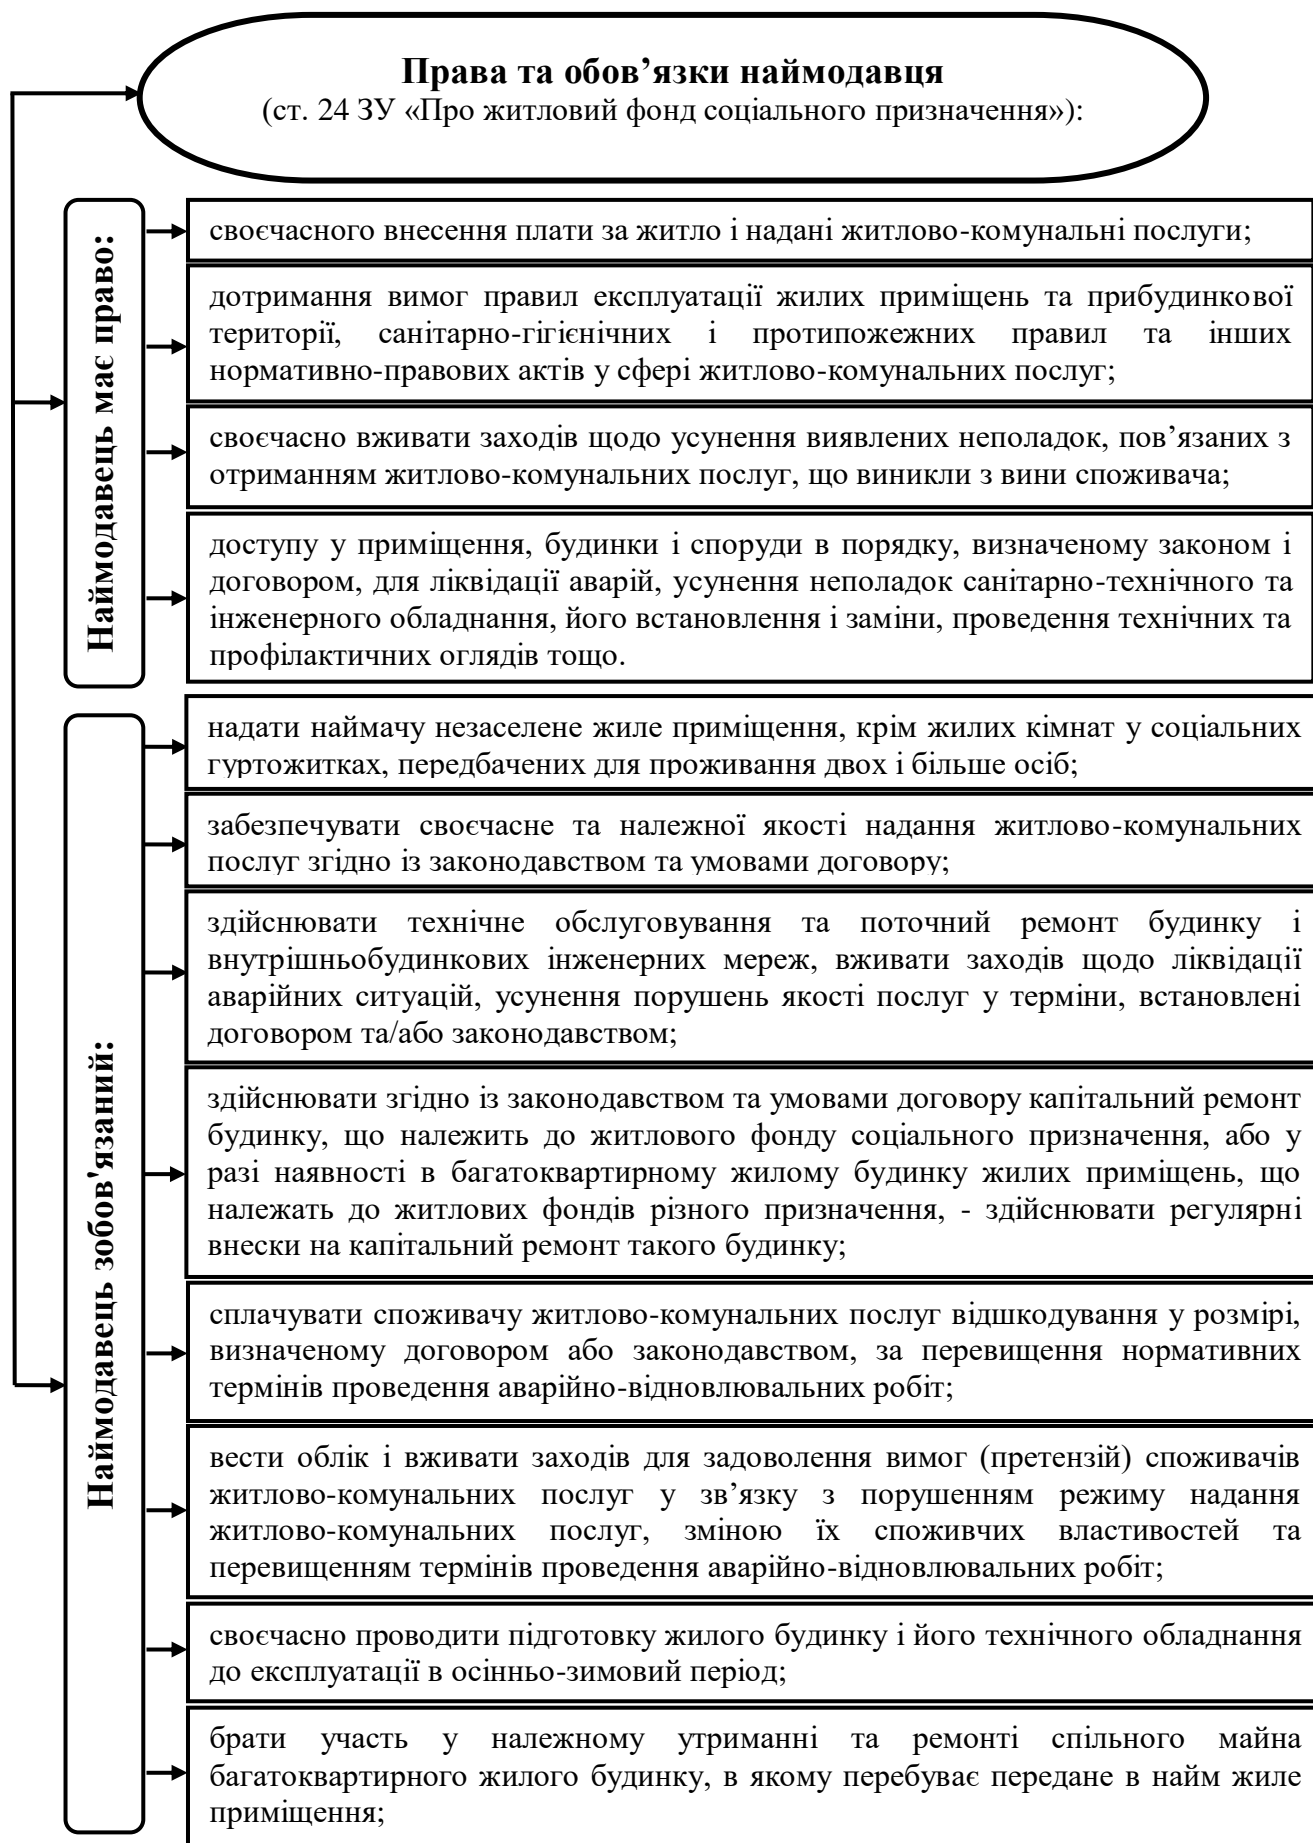 Права та обов’язки наймодавця
(ст. 24 ЗУ «Про житловий фонд соціального призначення»):
Наймодавець має право:
своєчасного внесення плати за житло і надані житлово-комунальні послуги;
дотримання вимог правил експлуатації жилих приміщень та прибудинкової
території, санітарно-гігієнічних і протипожежних правил та інших
нормативно-правових актів у сфері житлово-комунальних послуг;
своєчасно вживати заходів щодо усунення виявлених неполадок, пов’язаних з
отриманням житлово-комунальних послуг, що виникли з вини споживача;
доступу у приміщення, будинки і споруди в порядку, визначеному законом і
договором, для ліквідації аварій, усунення неполадок санітарно-технічного та
інженерного обладнання, його встановлення і заміни, проведення технічних та
профілактичних оглядів тощо.
Наймодавець зобов'язаний:
надати наймачу незаселене жиле приміщення, крім жилих кімнат у соціальних
гуртожитках, передбачених для проживання двох і більше осіб;
забезпечувати своєчасне та належної якості надання житлово-комунальних
послуг згідно із законодавством та умовами договору;
здійснювати технічне обслуговування та поточний ремонт будинку і
внутрішньобудинкових інженерних мереж, вживати заходів щодо ліквідації
аварійних ситуацій, усунення порушень якості послуг у терміни, встановлені
договором та/або законодавством;
здійснювати згідно із законодавством та умовами договору капітальний ремонт
будинку, що належить до житлового фонду соціального призначення, або у
разі наявності в багатоквартирному жилому будинку жилих приміщень, що
належать до житлових фондів різного призначення, - здійснювати регулярні
внески на капітальний ремонт такого будинку;
сплачувати споживачу житлово-комунальних послуг відшкодування у розмірі,
визначеному договором або законодавством, за перевищення нормативних
термінів проведення аварійно-відновлювальних робіт;
вести облік і вживати заходів для задоволення вимог (претензій) споживачів
житлово-комунальних послуг у зв’язку з порушенням режиму надання
житлово-комунальних послуг, зміною їх споживчих властивостей та
перевищенням термінів проведення аварійно-відновлювальних робіт;
своєчасно проводити підготовку жилого будинку і його технічного обладнання
до експлуатації в осінньо-зимовий період;
брати участь у належному утриманні та ремонті спільного майна
багатоквартирного жилого будинку, в якому перебуває передане в найм жиле
приміщення;